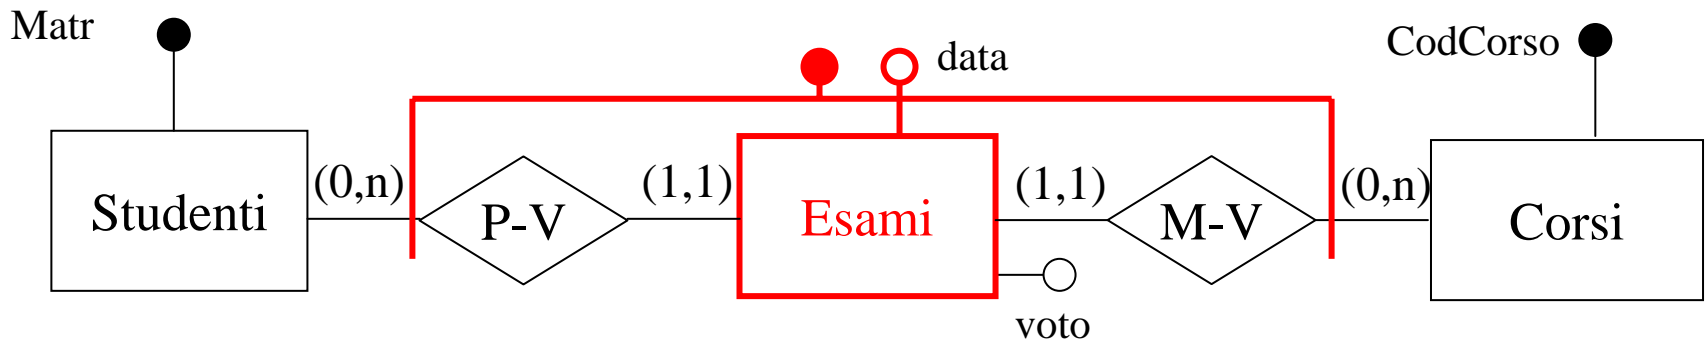 Matr
data
CodCorso
Studenti
(0,n)
P-V
(1,1)
Esami
(1,1)
M-V
(0,n)
Corsi
voto